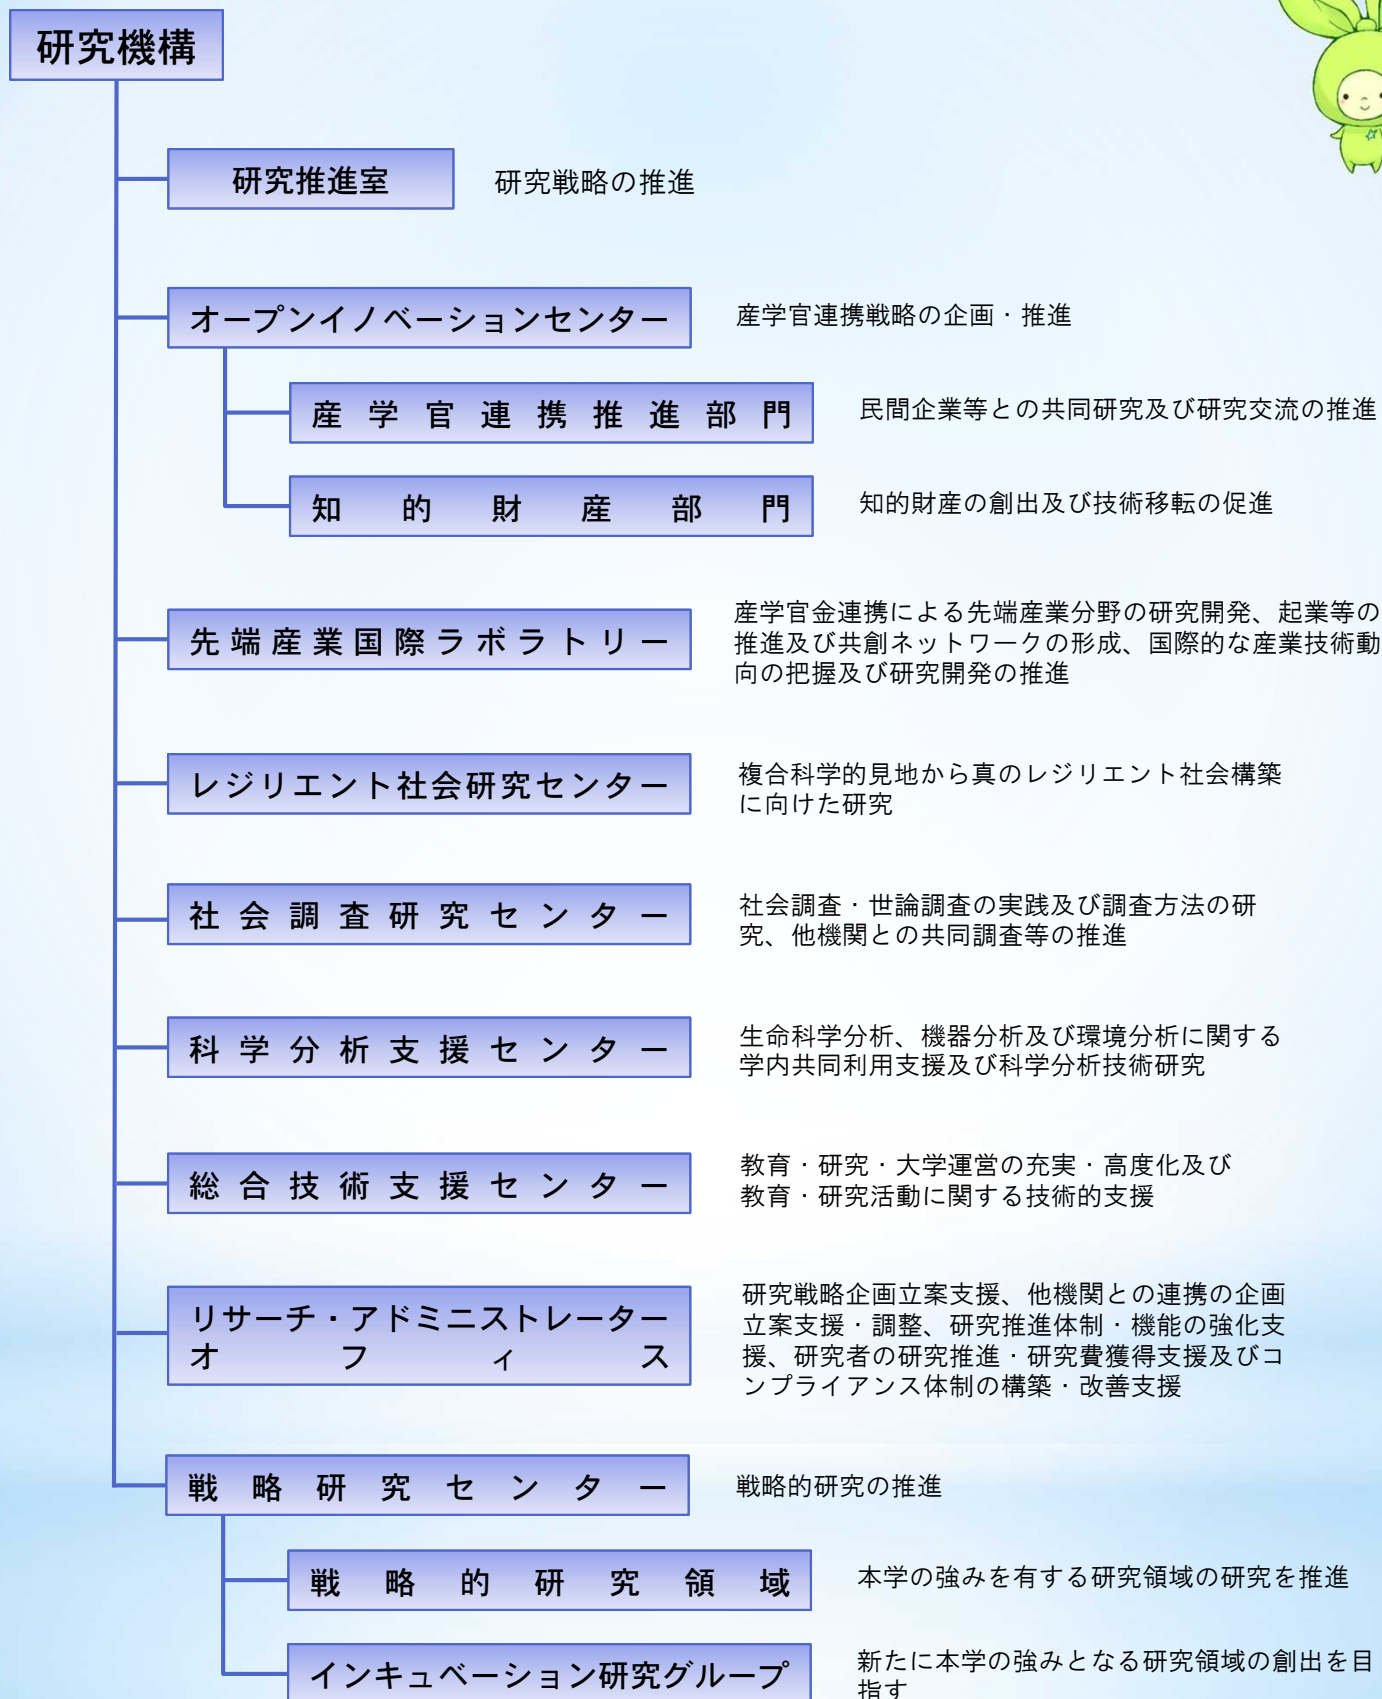 研究機構
研究推進室
研究戦略の推進
オープンイノベーションセンター
産学官連携戦略の企画・推進
産学官連携推進部門
民間企業等との共同研究及び研究交流の推進
知的財産部門
知的財産の創出及び技術移転の促進
先端産業国際ラボラトリー
産学官金連携による先端産業分野の研究開発、起業等の
推進及び共創ネットワークの形成、国際的な産業技術動
向の把握及び研究開発の推進
レジリエント社会研究センター
複合科学的見地から真のレジリエント社会構築
に向けた研究
社会調査研究センター
社会調査・世論調査の実践及び調査方法の研
究、他機関との共同調査等の推進
科学分析支援センター
生命科学分析、機器分析及び環境分析に関する
学内共同利用支援及び科学分析技術研究
総合技術支援センター
教育・研究・大学運営の充実・高度化及び
教育・研究活動に関する技術的支援
リサーチ・アドミニストレーター
オフィス
研究戦略企画立案支援、他機関との連携の企画
立案支援・調整、研究推進体制・機能の強化支
援、研究者の研究推進・研究費獲得支援及びコ
ンプライアンス体制の構築・改善支援
戦略研究センター
戦略的研究の推進
戦略的研究領域
本学の強みを有する研究領域の研究を推進
インキュベーション研究グループ
新たに本学の強みとなる研究領域の創出を目
指す